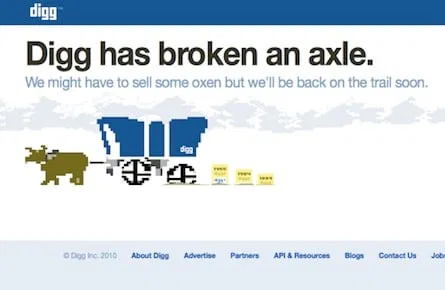 digg™
Digg has broken an axle.
We might have to sell some oxen but we'll be back on the trail soon.
digg
© Digg Inc. 2010 About Digg Advertise Partners API & Resources Blogs Contact Us Jobs